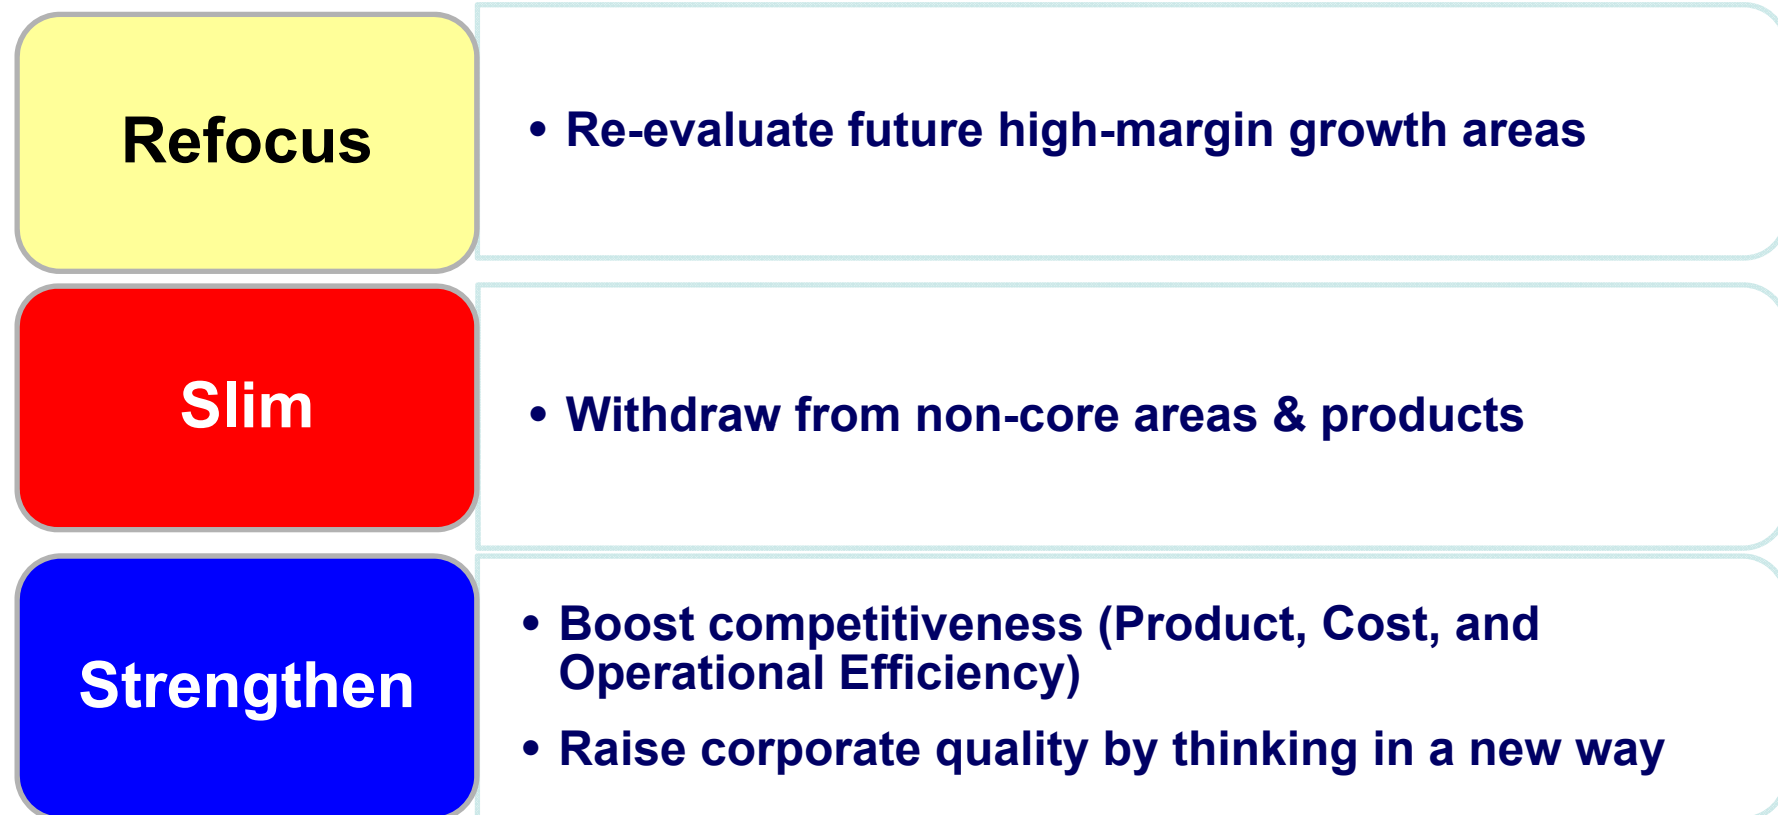 Refocus
• Re-evaluate future high-margin growth areas
Slim
• Withdraw from non-core areas & products
Strengthen
• Boost competitiveness (Product, Cost, and
Operational Efficiency)
• Raise corporate quality by thinking in a new way